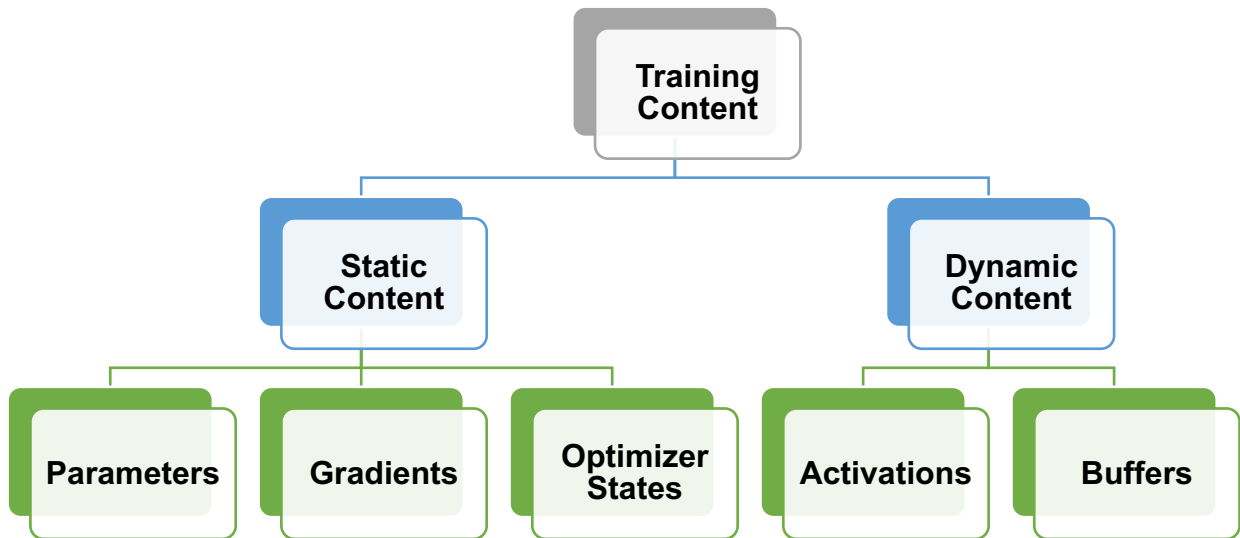 Training
Content
Static
Content
Dynamic
Content
Parameters
Gradients
Optimizer
States
Activations
Buffers